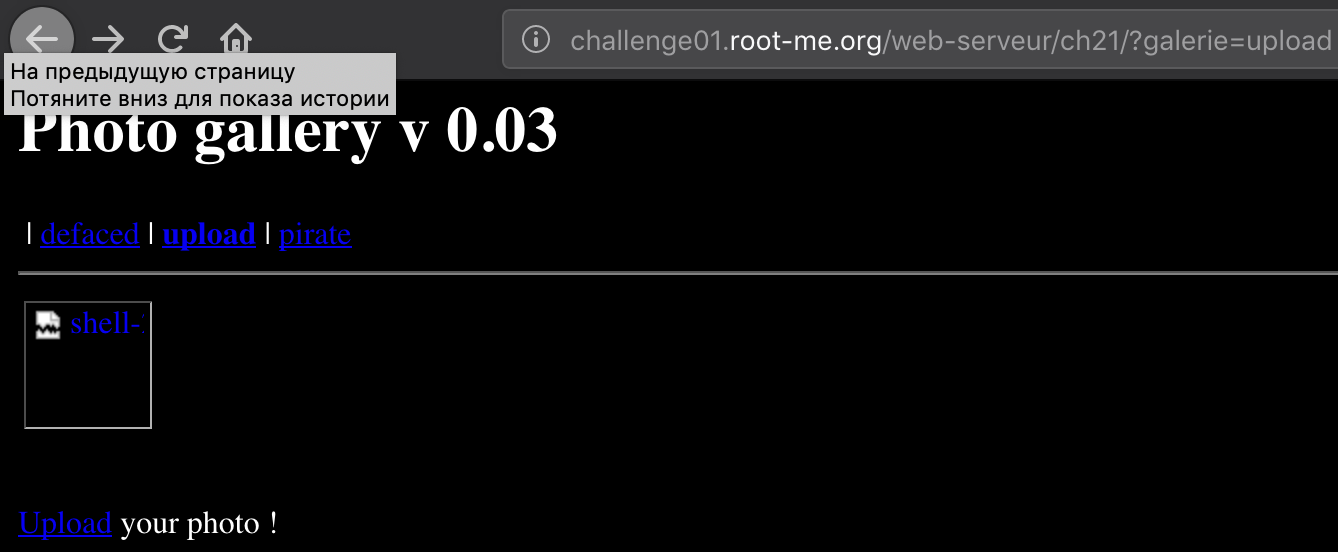 challenge01.root-me.org/web-serveur/ch21/?galerie=upload
На предыдущую страницу
Потяните вниз для показа истории
Photo gallery v 0.03
| defaced | upload | pirate
shell-
Upload your photo !